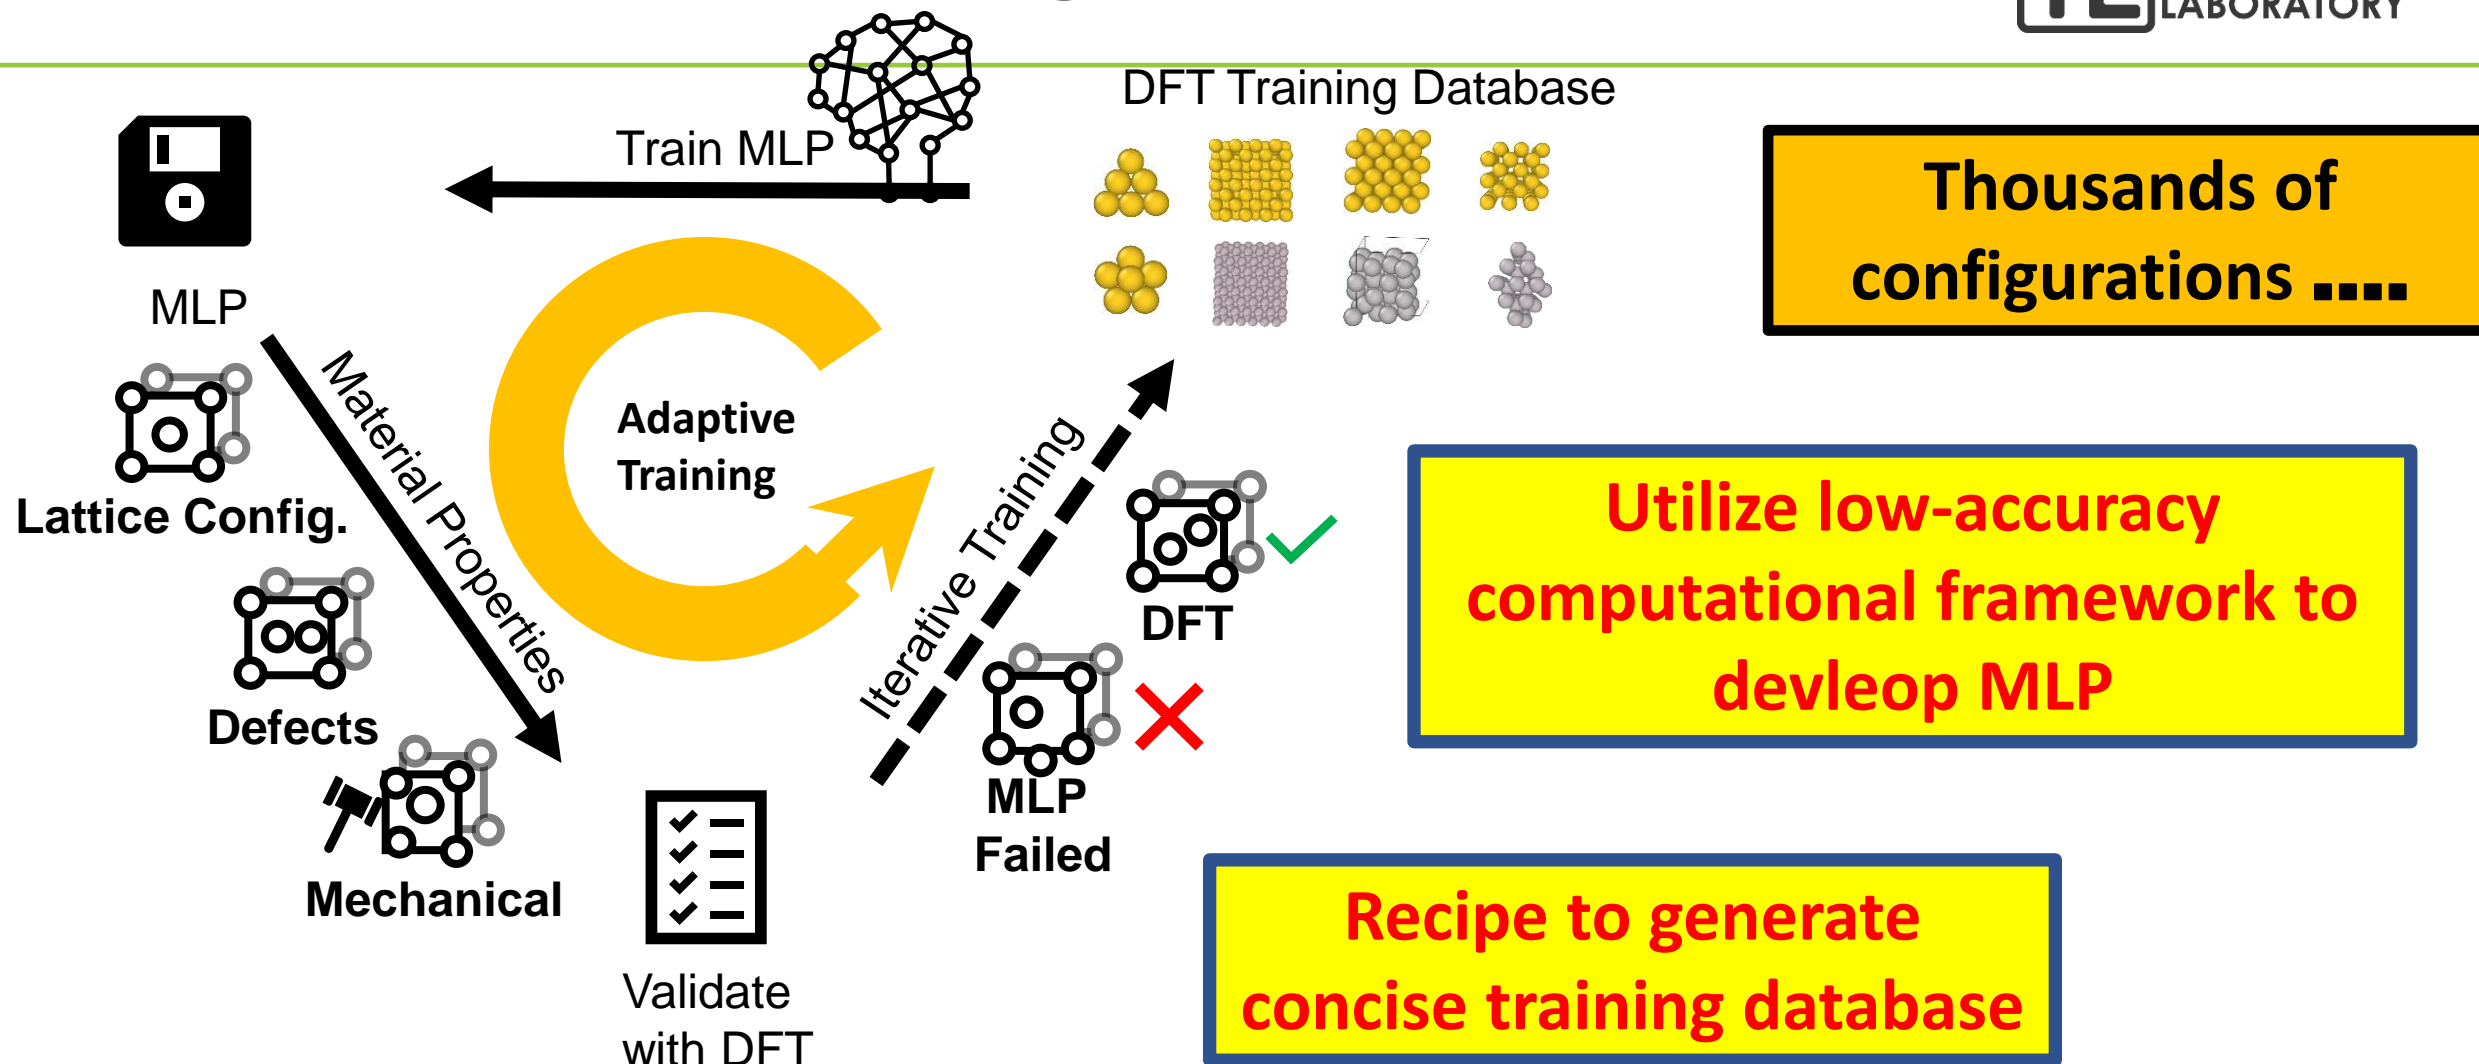 LABORATORY
DFT Training Database
Train MLP
Thousands of
configurations ....
MLP
Material Properties
Adaptive
Training
Iterative Training
Lattice Config.
Utilize low-accuracy
computational framework to
devleop MLP
DFT
Defects
MLP
Failed
Mechanical
Recipe to generate
concise training database
Validate
with DFT